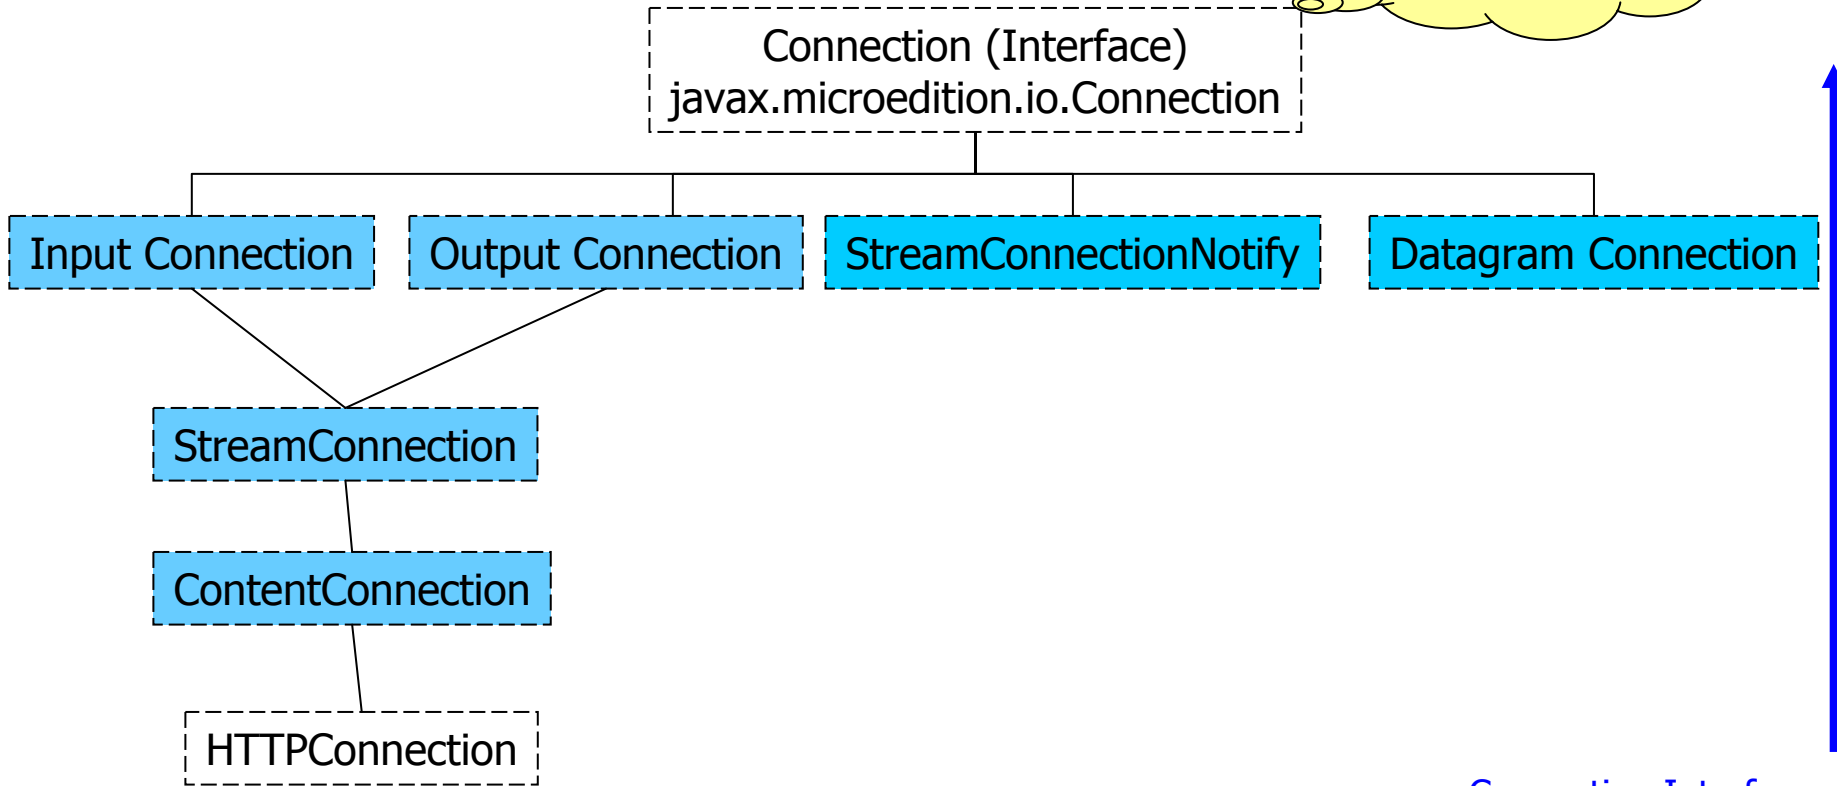 Connection (Interface)
javax.microedition.io.Connection
Input Connection
Output Connection
StreamConnectionNotify
Datagram Connection
StreamConnection
ContentConnection
HTTPConnection